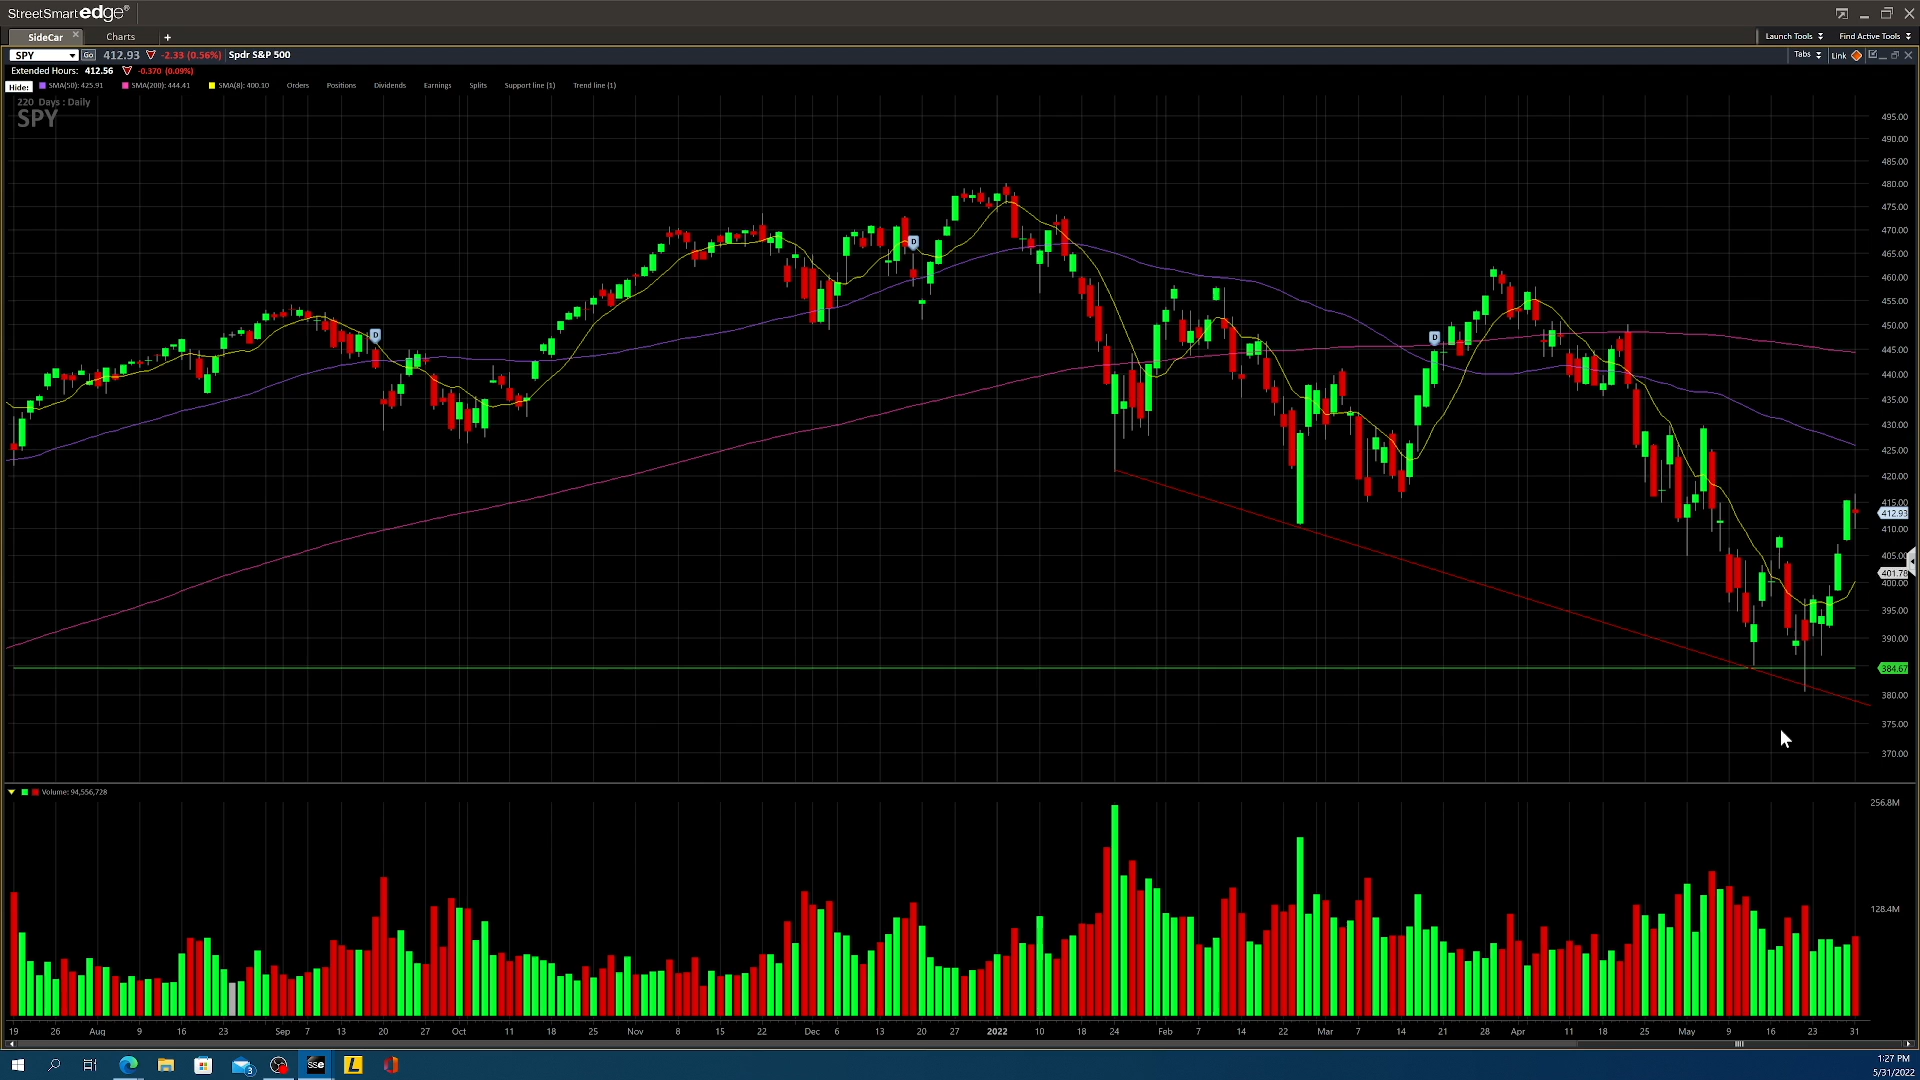 StreetSmart edge®
SideCar
Charts
+
Launch Tools
Find Active Tools
SPY
Go
412.93
-2.33 (0.56%)
Spdr S&P 500
Tabs
Link
Extended Hours: 412.56 -0.370 (0.09%)
Hide:
SMA(50): 425.91
SMA(200): 444.41
SMA(8): 400.10
Orders
Positions
Dividends
Earnings
Splits
Support line (1)
Trend line (1)
220 Days : Daily
SPY
495.00
490.00
485.00
480.00
475.00
470.00
465.00
460.00
455.00
450.00
445.00
440.00
435.00
430.00
425.00
420.00
415.00
412.93
410.00
405.00
401.78
400.00
395.00
390.00
384.67
380.00
375.00
370.00
D
D
D
Volume: 94,556,728
256.8M
128.4M
19 26 Aug 9 16 23 Sep 7 13 20 27 Oct 11 18 25 Nov 8 15 22 Dec 6 13 20 27 2022 10 18 24 Feb 7 14 22 Mar 7 14 21 28 Apr 11 18 25 May 9 16 23 31
3
sse
L
1:27 PM
5/31/2022